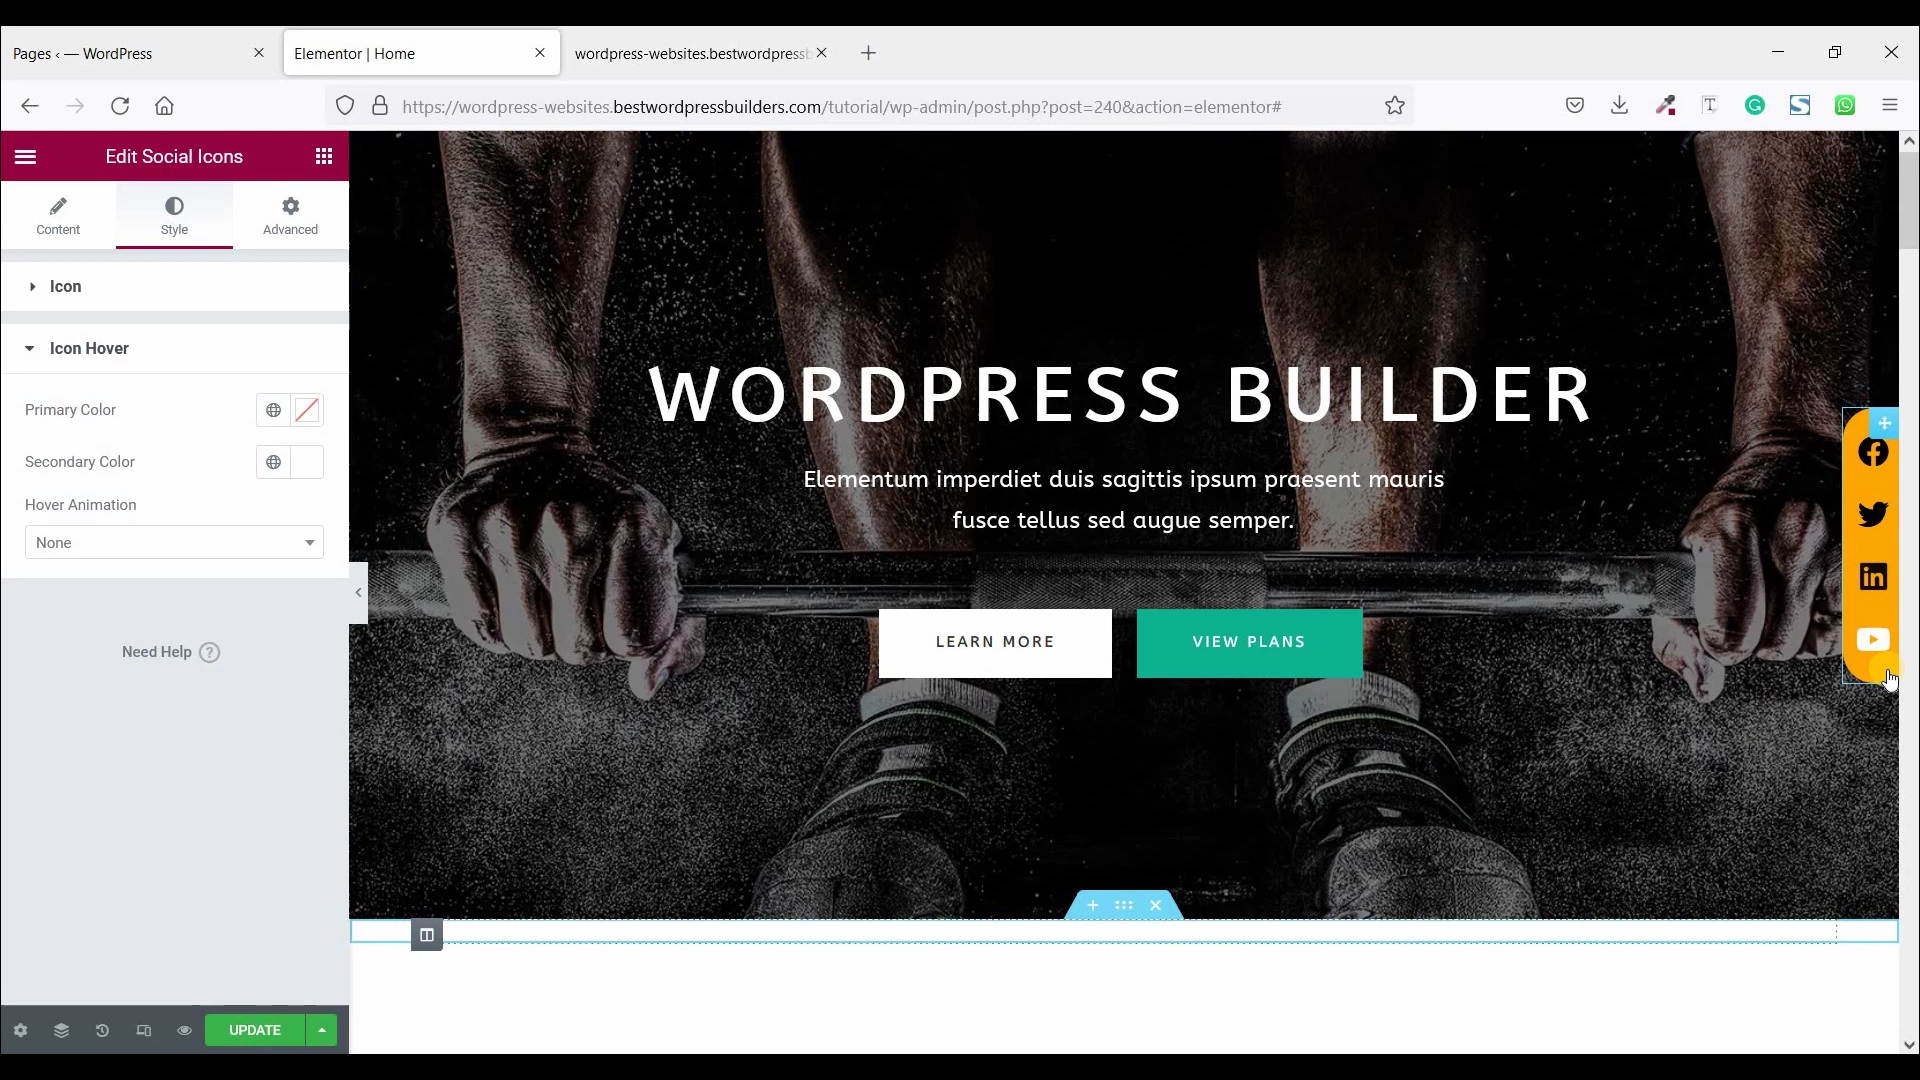 Pages ‹ — WordPress
Elementor | Home
wordpress-websites.bestwordpressb
https://wordpress-websites.bestwordpressbuilders.com/tutorial/wp-admin/post.php?post=240&action=elementor#
Edit Social Icons
Content
Style
Advanced
Icon
Icon Hover
Primary Color
Secondary Color
Hover Animation
None
Need Help
UPDATE
WORDPRESS BUILDER
Elementum imperdiet duis sagittis ipsum praesent mauris
fusce tellus sed augue semper.
LEARN MORE
VIEW PLANS